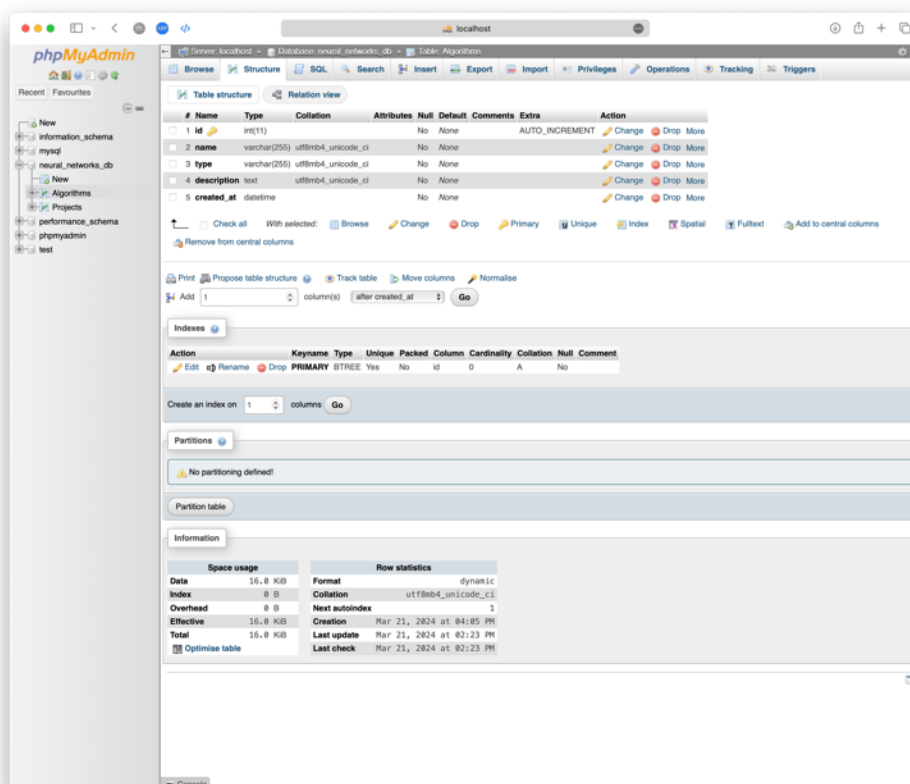 localhost
phpMyAdmin
Recent Favourites
New
information_schema
mysql
neural_networks_db
New
Algorithms
Projects
performance_schema
phpmyadmin
test
Server: localhost » Database: neural_networks_db » Table: Algorithms
Browse Structure SQL Search Insert Export Import Privileges Operations Tracking Triggers
Table structure Relation view
# Name Type Collation Attributes Null Default Comments Extra Action
1 id int(11) No None AUTO_INCREMENT Change Drop More
2 name varchar(255) utf8mb4_unicode_ci No None Change Drop More
3 type varchar(255) utf8mb4_unicode_ci No None Change Drop More
4 description text utf8mb4_unicode_ci No None Change Drop More
5 created_at datetime No None Change Drop More
Check all With selected: Browse Change Drop Primary Unique Index Spatial Fulltext Add to central columns
Remove from central columns
Print Propose table structure Track table Move columns Normalise
Add 1 column(s) after created_at Go
Indexes
Action Keyname Type Unique Packed Column Cardinality Collation Null Comment
Edit Rename Drop PRIMARY BTREE Yes No id 0 A No
Create an index on 1 columns Go
Partitions
No partitioning defined!
Partition table
Information
Space usage
Data 16.0 KiB
Index 0 B
Overhead 0 B
Effective 16.0 KiB
Total 16.0 KiB
Optimise table
Row statistics
Format dynamic
Collation utf8mb4_unicode_ci
Next autoindex 1
Creation Mar 21, 2024 at 04:05 PM
Last update Mar 21, 2024 at 02:23 PM
Last check Mar 21, 2024 at 02:23 PM
Console